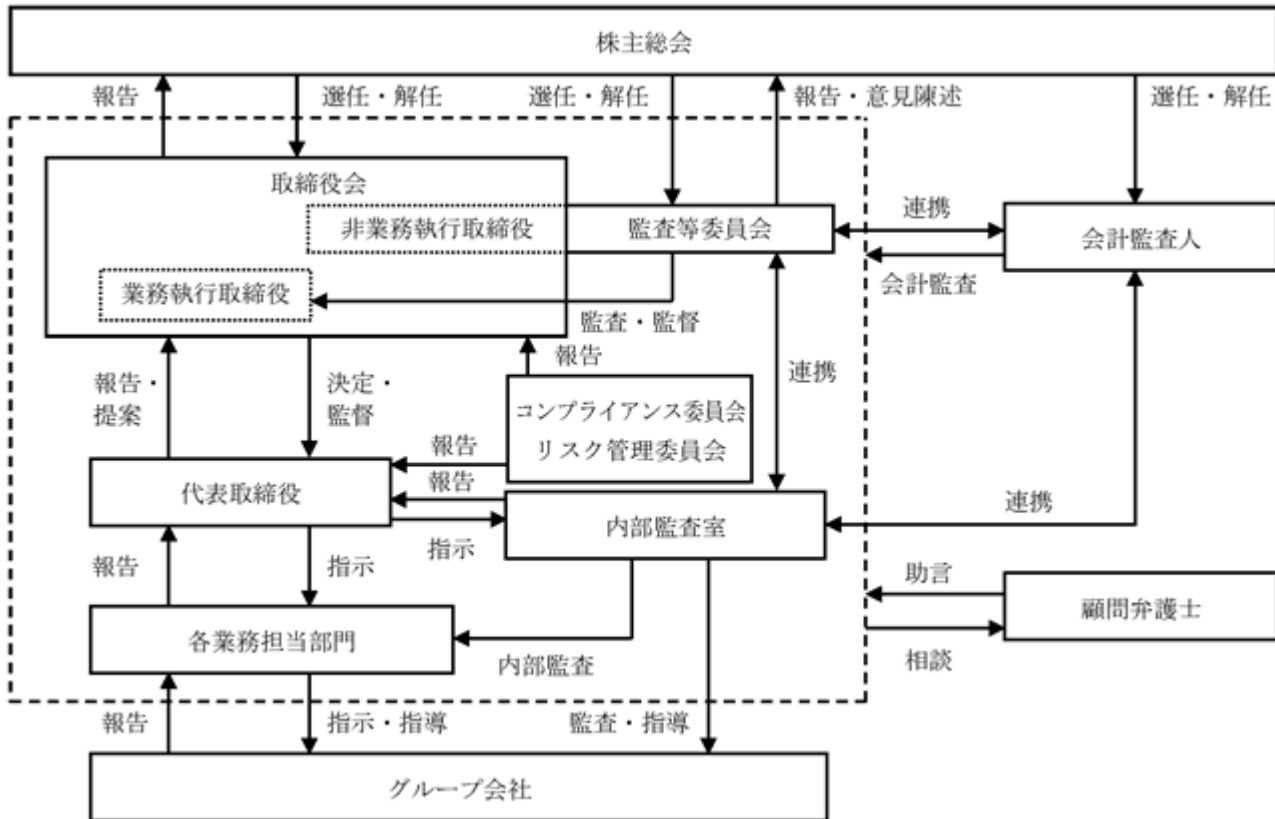 株主総会
報告
選任・解任
選任・解任
報告・意見陳述
選任・解任
取締役会
非業務執行取締役
監査等委員会
連携
会計監査人
会計監査
業務執行取締役
監査・監督
報告
連携
報告・
提案
決定・
監督
コンプライアンス委員会
リスク管理委員会
報告
報告
代表取締役
内部監査室
連携
指示
報告
指示
助言
顧問弁護士
相談
各業務担当部門
内部監査
報告
指示・指導
監査・指導
グループ会社